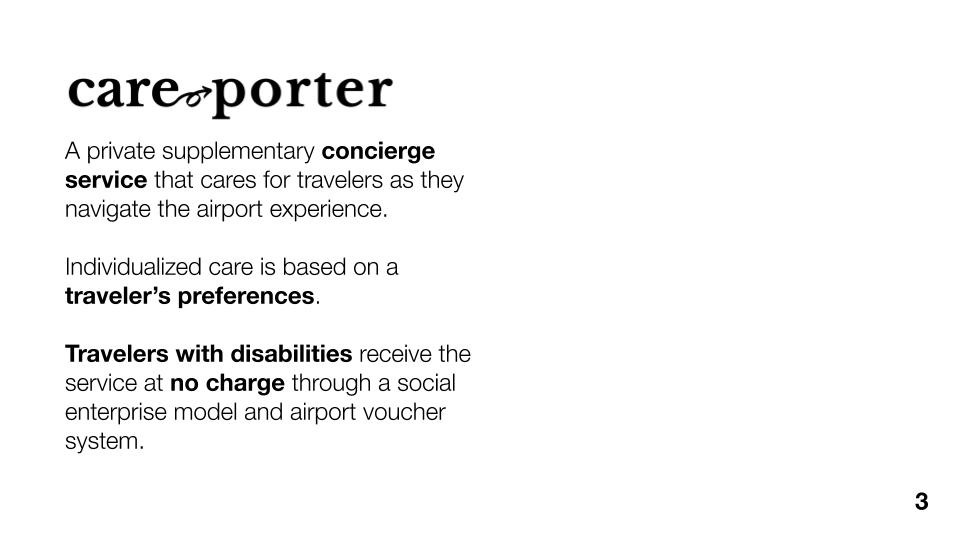 care porter
A private supplementary concierge
service that cares for travelers as they
navigate the airport experience.
Individualized care is based on a
traveler’s preferences.
Travelers with disabilities receive the
service at no charge through a social
enterprise model and airport voucher
system.
3